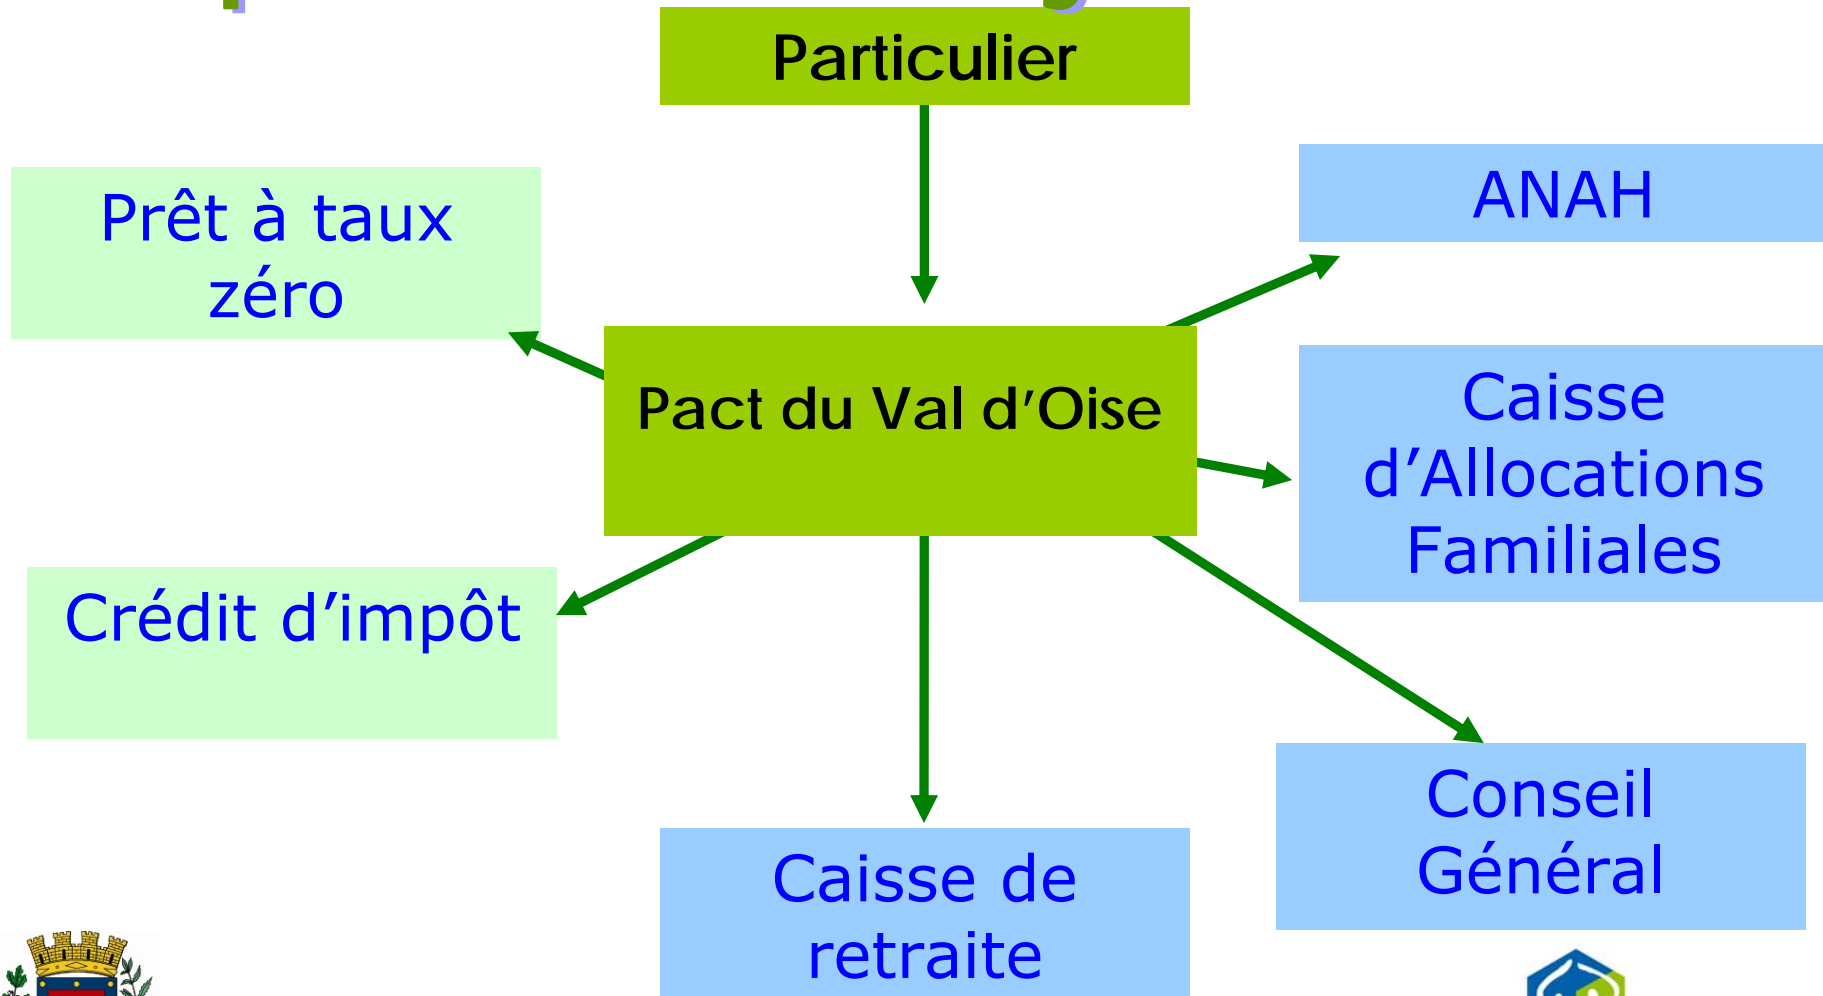 Particulier
Prêt à taux
zéro
ANAH
Pact du Val d’Oise
Caisse
d’Allocations
Familiales
Crédit d’impôt
Conseil
Général
Caisse de
retraite